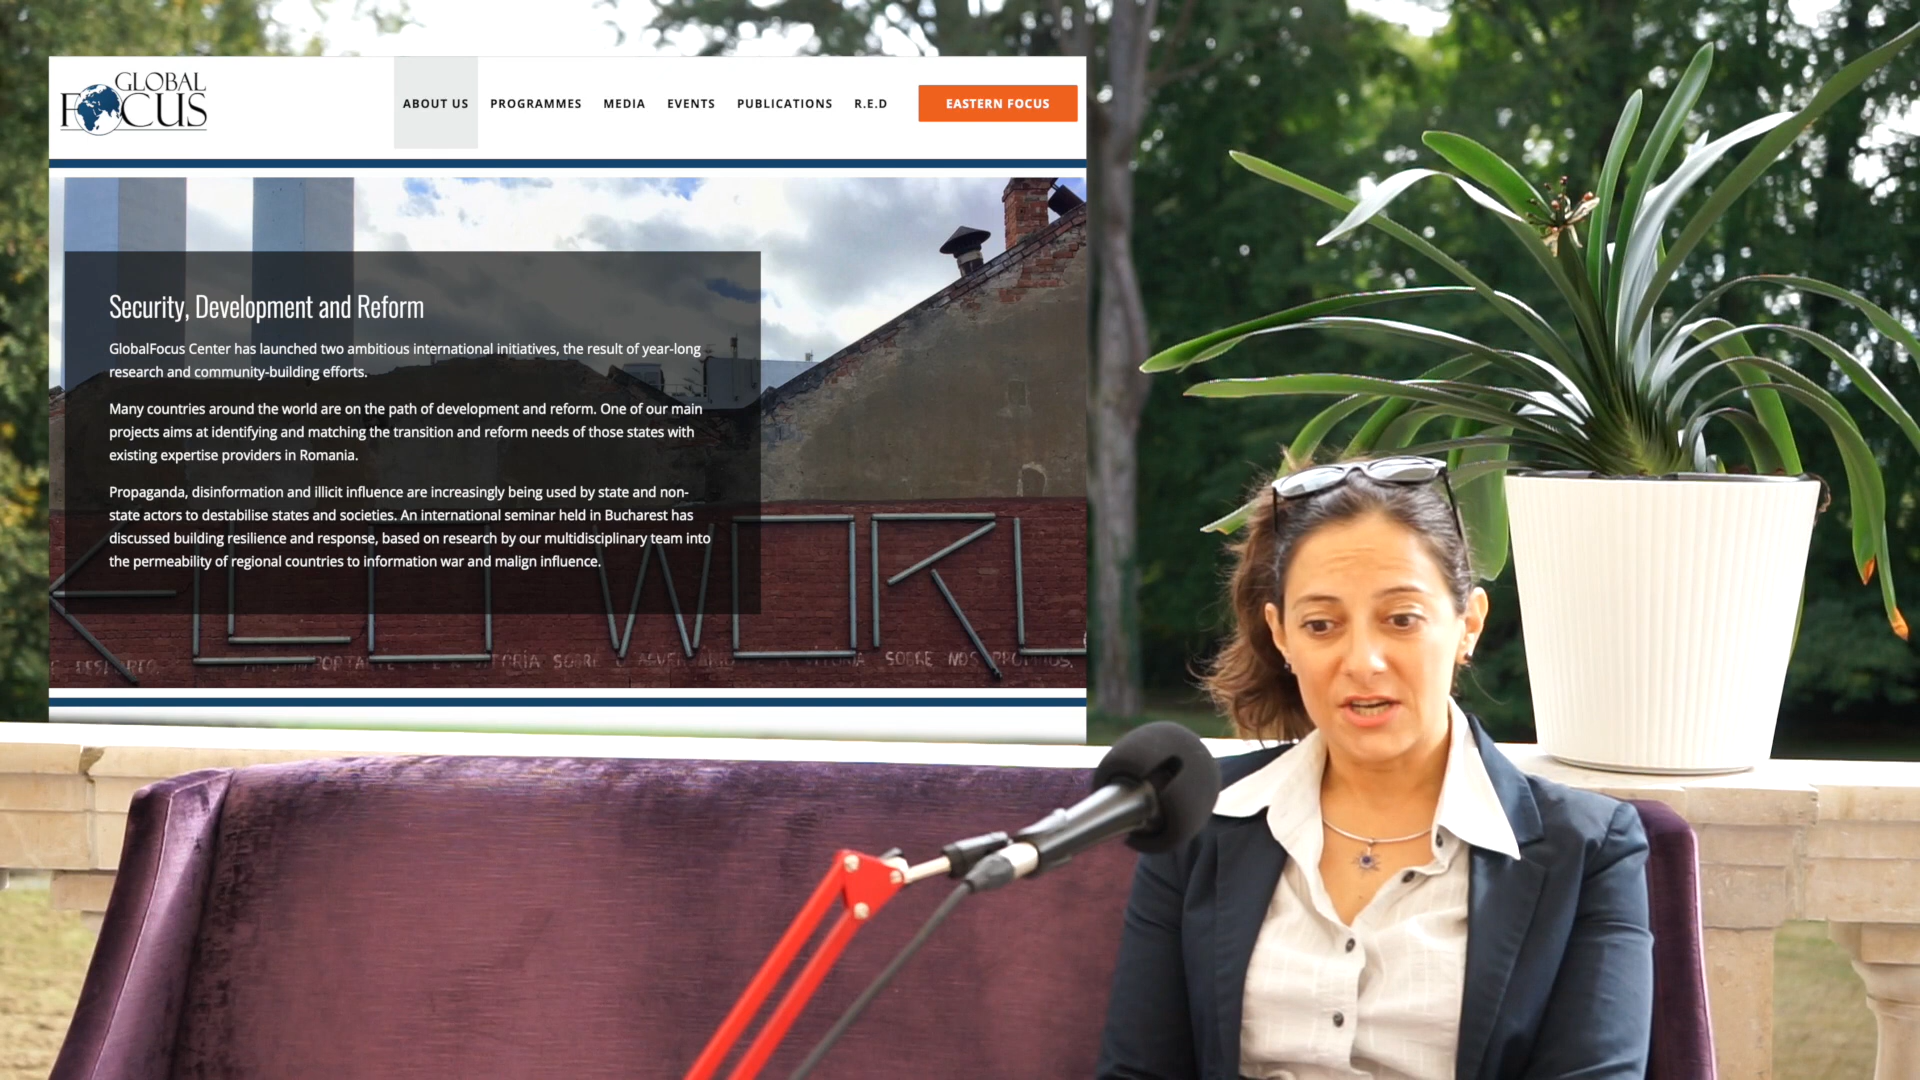 GLOBAL
FOCUS
ABOUT US
PROGRAMMES
MEDIA
EVENTS
PUBLICATIONS
R.E.D
EASTERN FOCUS
Security, Development and Reform
GlobalFocus Center has launched two ambitious international initiatives, the result of year-long
research and community-building efforts.
Many countries around the world are on the path of development and reform. One of our main
projects aims at identifying and matching the transition and reform needs of those states with
existing expertise providers in Romania.
Propaganda, disinformation and illicit influence are increasingly being used by state and non-
state actors to destabilise states and societies. An international seminar held in Bucharest has
discussed building resilience and response, based on research by our multidisciplinary team into
the permeability of regional countries to information war and malign influence.
SOBRE NOS